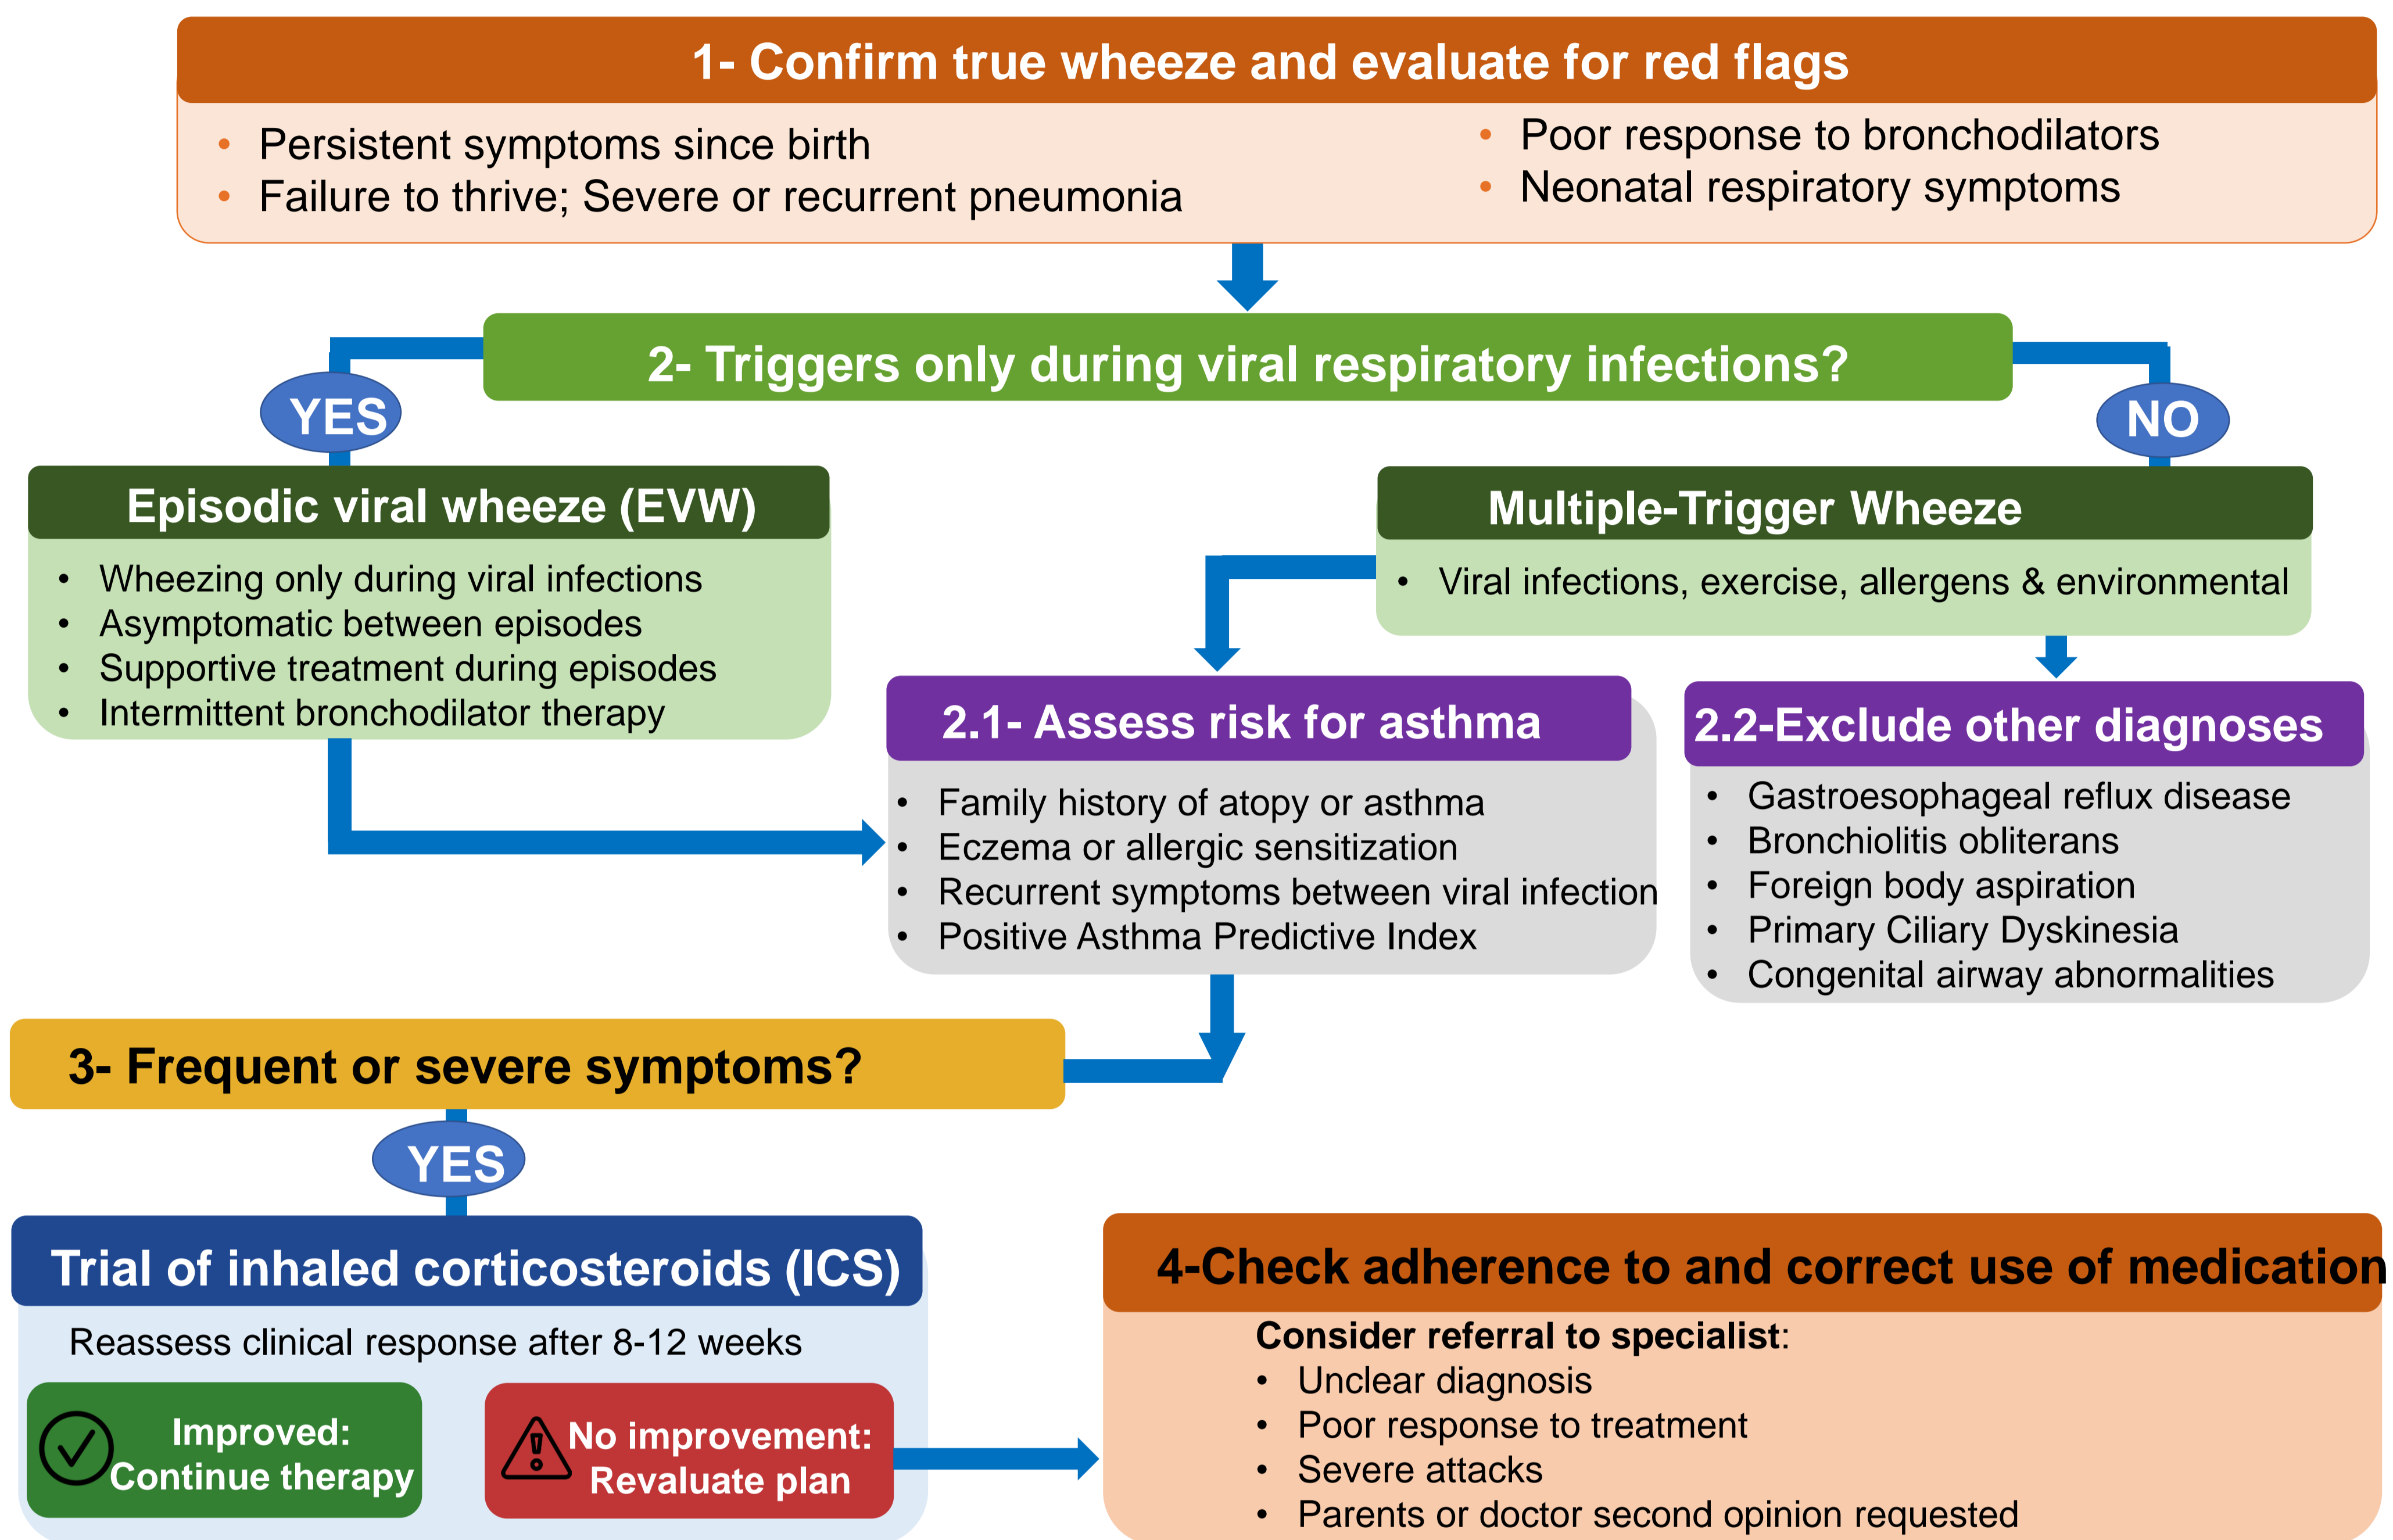 1- Confirm true wheeze and evaluate for red flags
• Persistent symptoms since birth
• Failure to thrive; Severe or recurrent pneumonia
• Poor response to bronchodilators
• Neonatal respiratory symptoms
2- Triggers only during viral respiratory infections?
YES
NO
Episodic viral wheeze (EVW)
• Wheezing only during viral infections
• Asymptomatic between episodes
• Supportive treatment during episodes
• Intermittent bronchodilator therapy
Multiple-Trigger Wheeze
• Viral infections, exercise, allergens & environmental
2.1- Assess risk for asthma
• Family history of atopy or asthma
• Eczema or allergic sensitization
• Recurrent symptoms between viral infection
• Positive Asthma Predictive Index
2.2-Exclude other diagnoses
• Gastroesophageal reflux disease
• Bronchiolitis obliterans
• Foreign body aspiration
• Primary Ciliary Dyskinesia
• Congenital airway abnormalities
3- Frequent or severe symptoms?
YES
Trial of inhaled corticosteroids (ICS)
Reassess clinical response after 8-12 weeks
Improved:
Continue therapy
No improvement:
Revaluate plan
4-Check adherence to and correct use of medication
Consider referral to specialist:
• Unclear diagnosis
• Poor response to treatment
• Severe attacks
• Parents or doctor second opinion requested